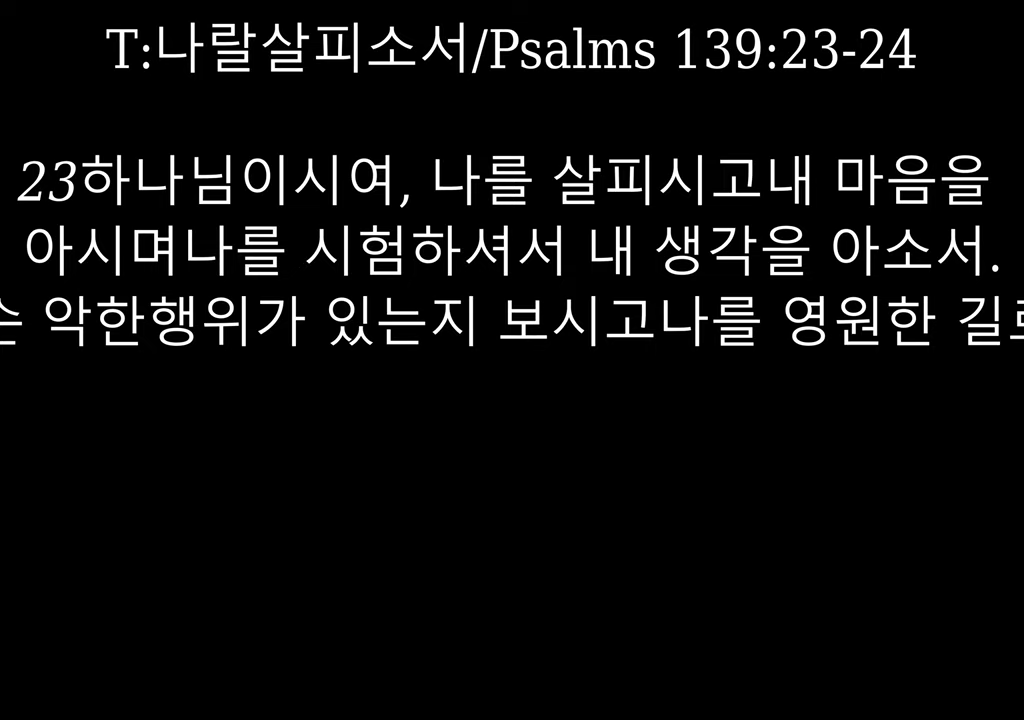 T:나랄살피소서/Psalms 139:23-24
23하나님이시여, 나를 살피시고내 마음을
아시며나를 시험하셔서 내 생각을 아소서.
악한행위가 있는지 보시고나를 영원한